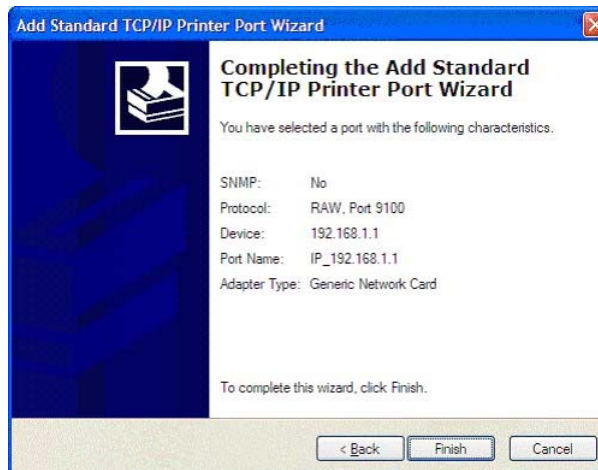 Add Standard TCP/IP Printer Port Wizard
Completing the Add Standard
TCP/IP Printer Port Wizard
You have selected a port with the following characteristics.
SNMP: No
Protocol: RAW, Port 9100
Device: 192.168.1.1
Port Name: IP_192.168.1.1
Adapter Type: Generic Network Card
To complete this wizard, click Finish.
< Back Finish Cancel